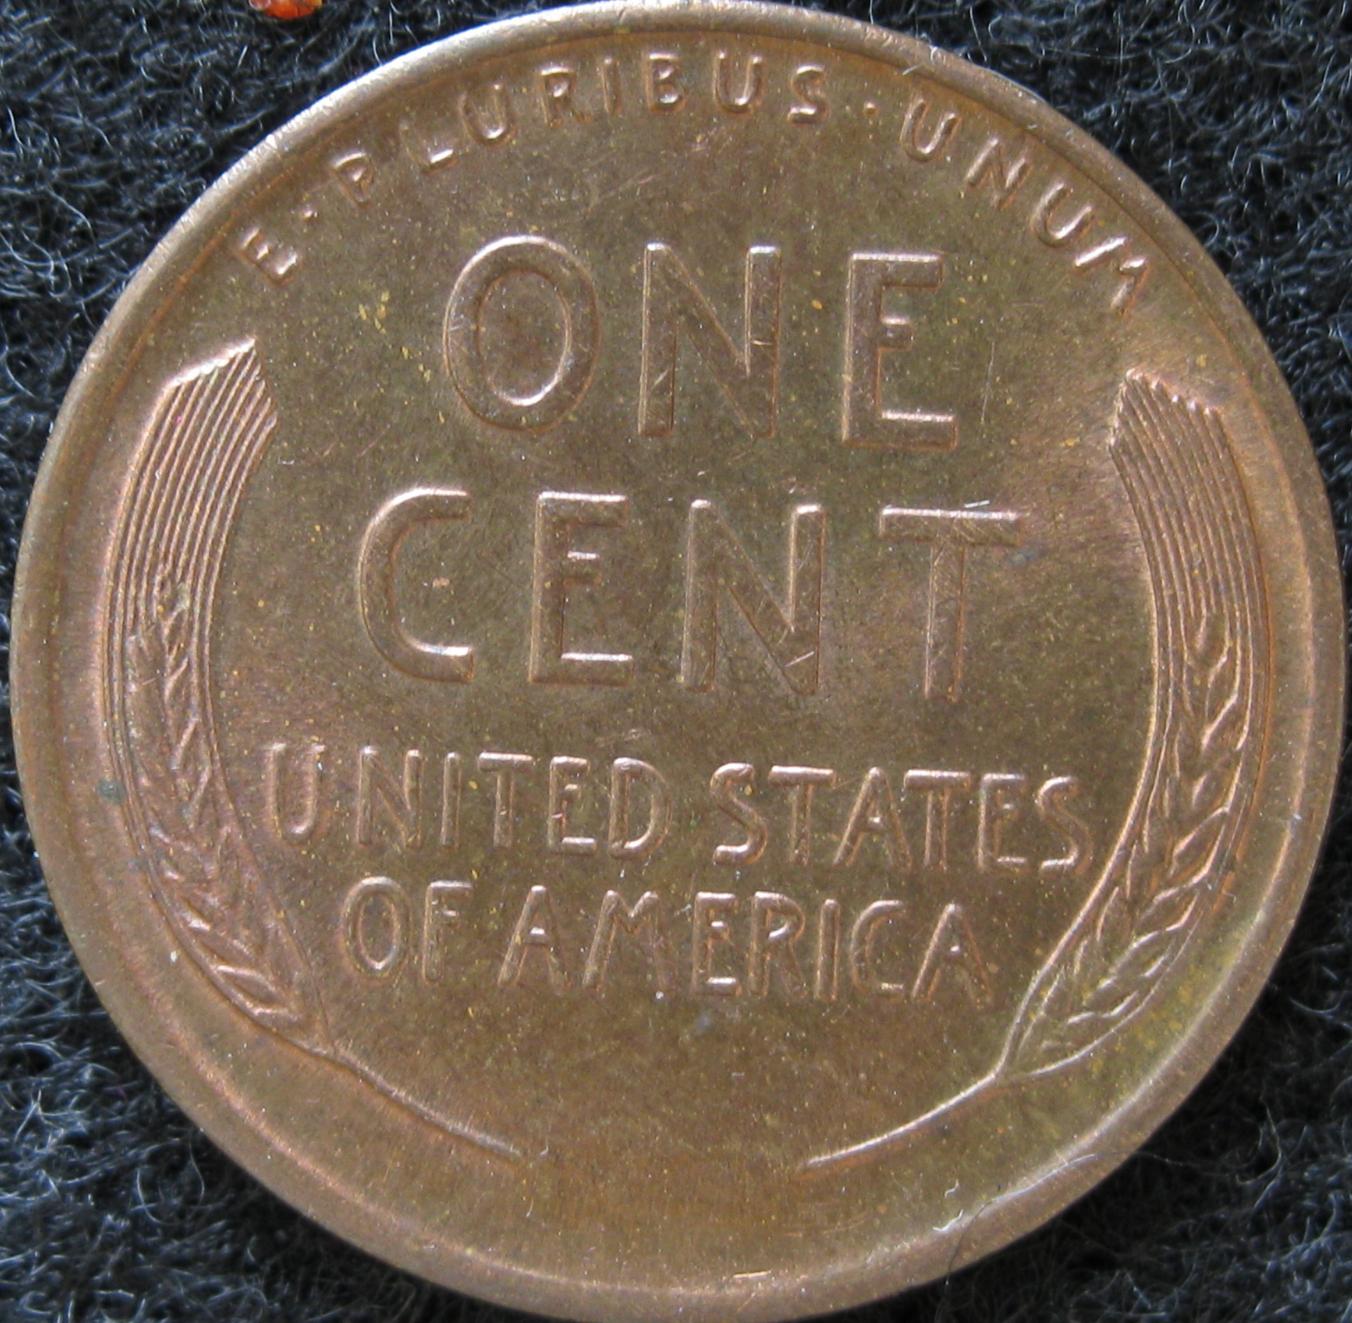 E·PLURIBUS·UNUM
ONE
CENT
UNITED STATES
OF AMERICA